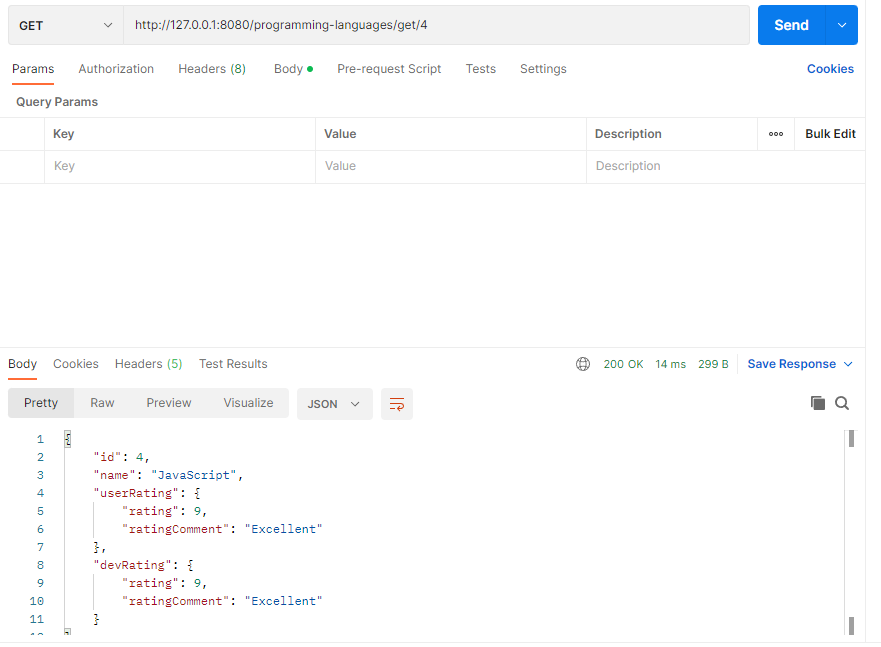 GET http://127.0.0.1:8080/programming-languages/get/4 Send
Params Authorization Headers (8) Body Pre-request Script Tests Settings Cookies
Query Params
Key Value Description Bulk Edit
Key Value Description
Body Cookies Headers (5) Test Results 200 OK 14 ms 299 B Save Response
Pretty Raw Preview Visualize JSON
1 {
2 "id": 4,
3 "name": "JavaScript",
4 "userRating": {
5 "rating": 9,
6 "ratingComment": "Excellent"
7 },
8 "devRating": {
9 "rating": 9,
10 "ratingComment": "Excellent"
11 }